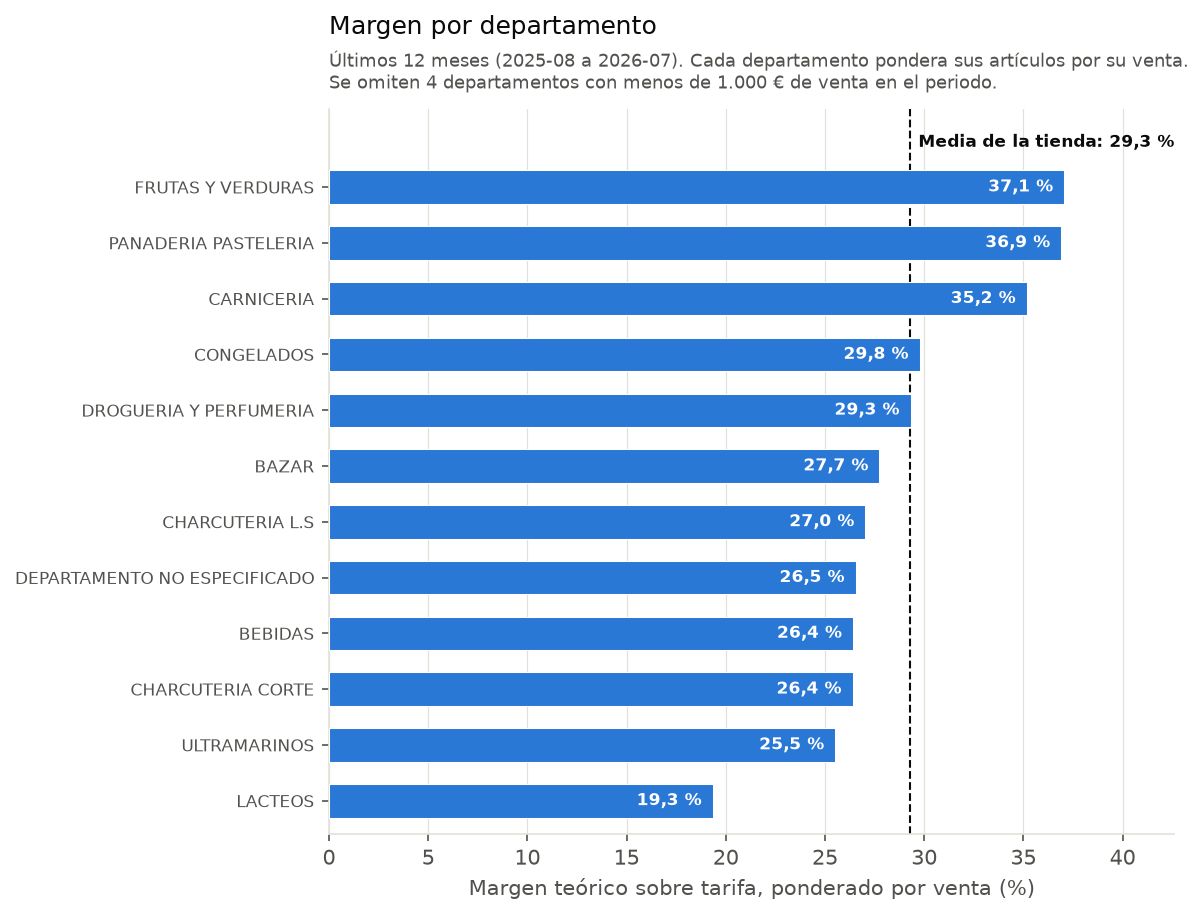 Margen por departamento
Últimos 12 meses (2025-08 a 2026-07). Cada departamento pondera sus artículos por su venta.
Se omiten 4 departamentos con menos de 1.000 € de venta en el periodo.
Media de la tienda: 29,3 %
FRUTAS Y VERDURAS 37,1 %
PANADERIA PASTELERIA 36,9 %
CARNICERIA 35,2 %
CONGELADOS 29,8 %
DROGUERIA Y PERFUMERIA 29,3 %
BAZAR 27,7 %
CHARCUTERIA L.S 27,0 %
DEPARTAMENTO NO ESPECIFICADO 26,5 %
BEBIDAS 26,4 %
CHARCUTERIA CORTE 26,4 %
ULTRAMARINOS 25,5 %
LACTEOS 19,3 %
0 5 10 15 20 25 30 35 40
Margen teórico sobre tarifa, ponderado por venta (%)